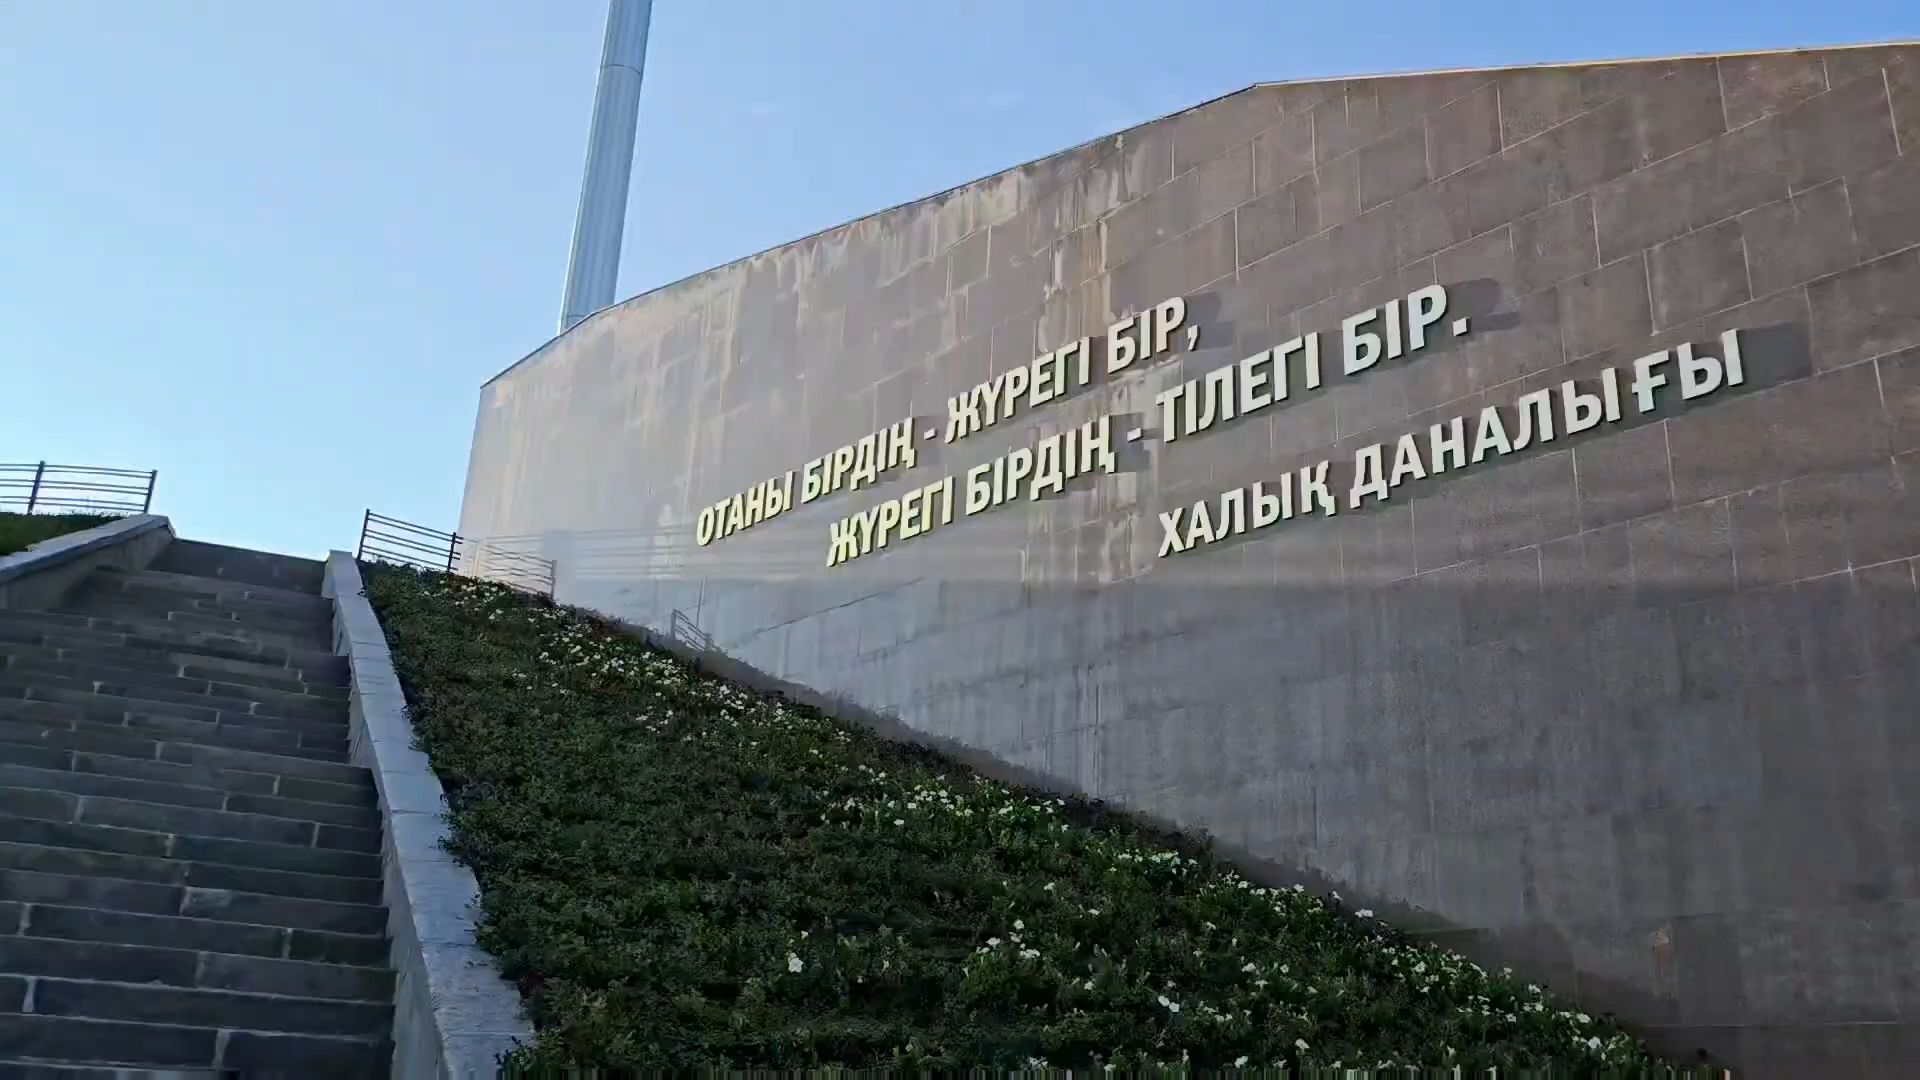 ОТАНЫ БІРДІҢ - ЖҮРЕГІ БІР,
ЖҮРЕГІ БІРДІҢ - ТІЛЕГІ БІР.
ХАЛЫҚ ДАНАЛЫҒЫ